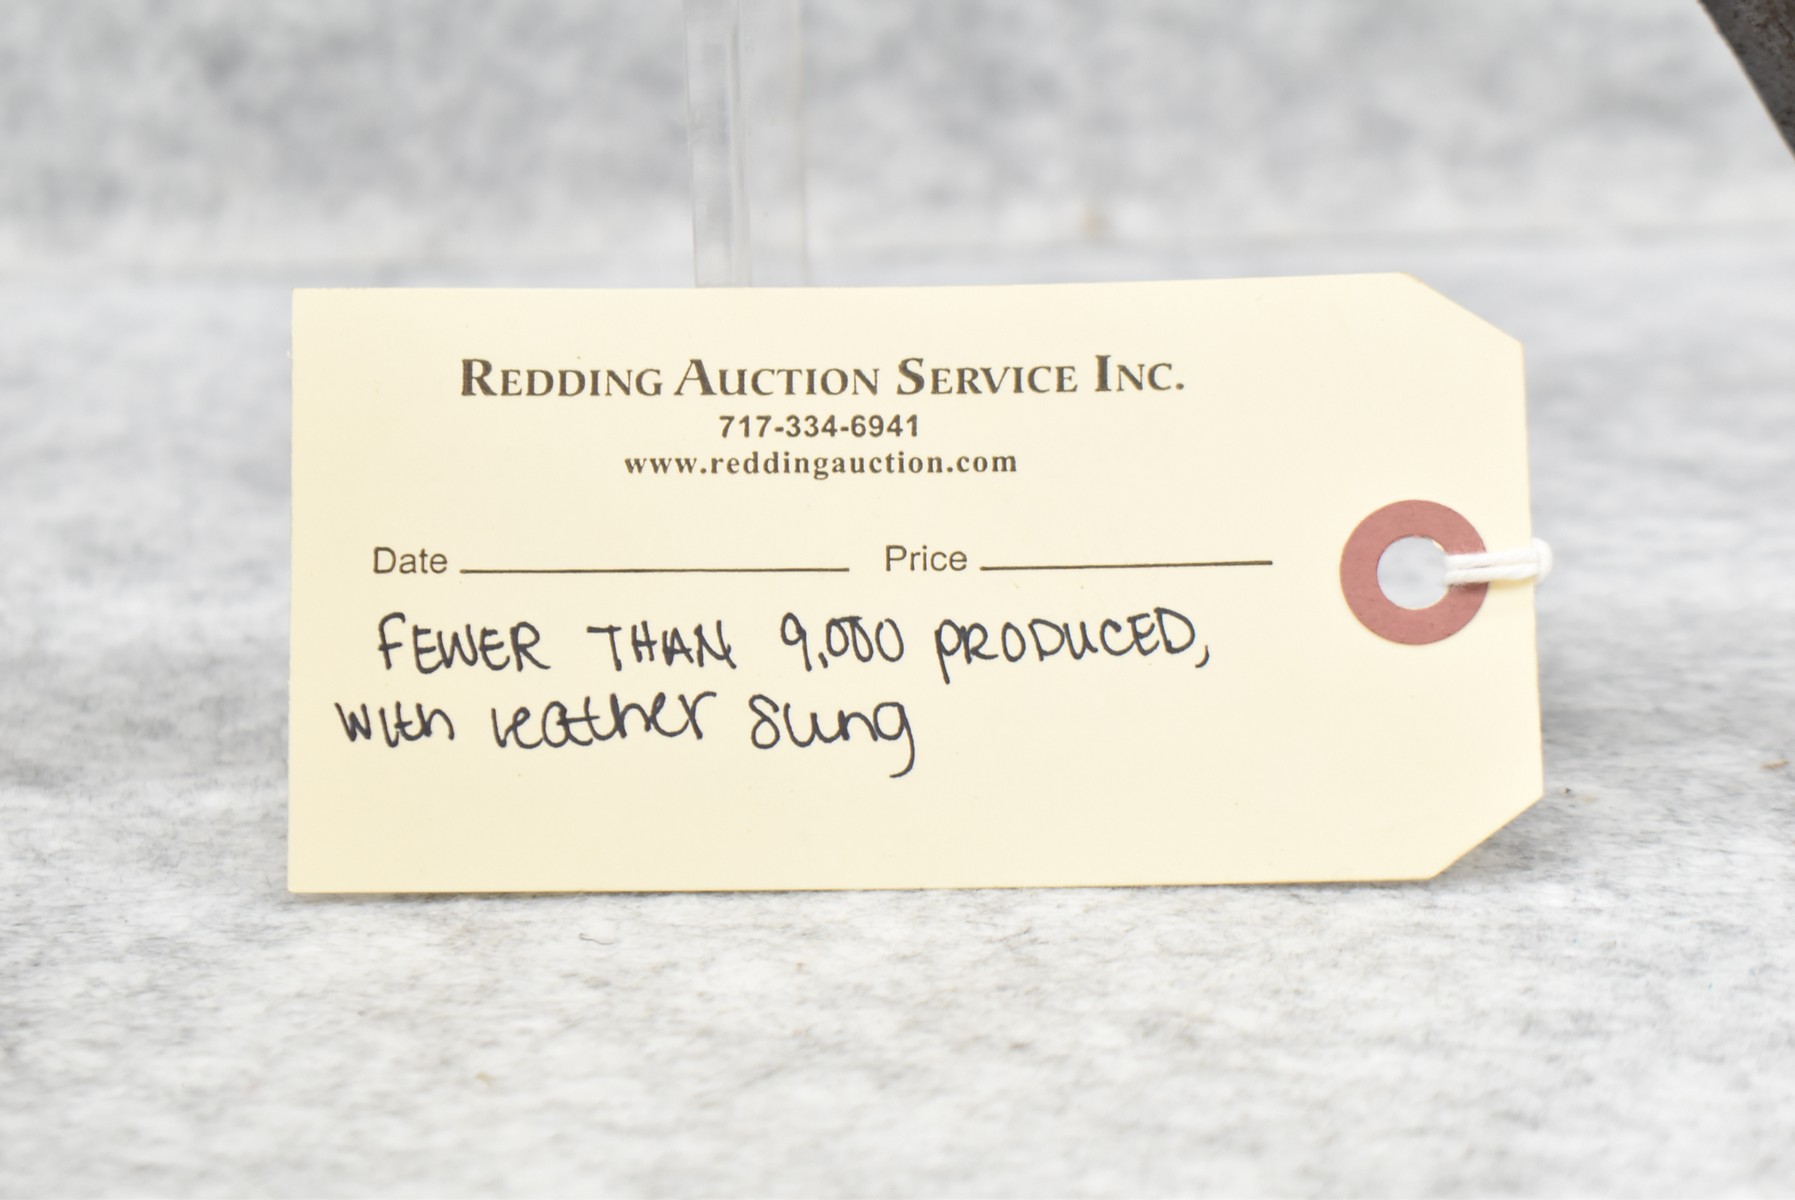 REDDING AUCTION SERVICE INC.
717-334-6941
www.reddingauction.com
Date Price
FEWER THAN 9,000 PRODUCED,
with leather sling